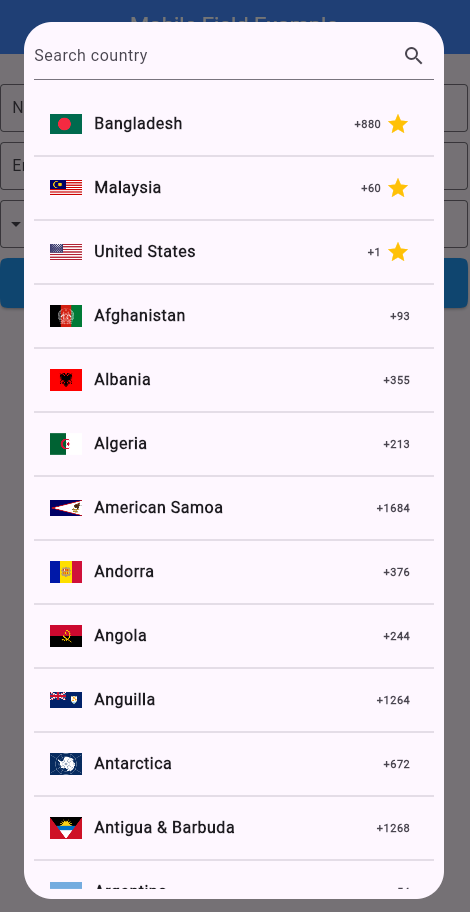 Mobile Field Example
Search country
Bangladesh +880
Malaysia +60
United States +1
Afghanistan +93
Albania +355
Algeria +213
American Samoa +1684
Andorra +376
Angola +244
Anguilla +1264
Antarctica +672
Antigua & Barbuda +1268
Argentina